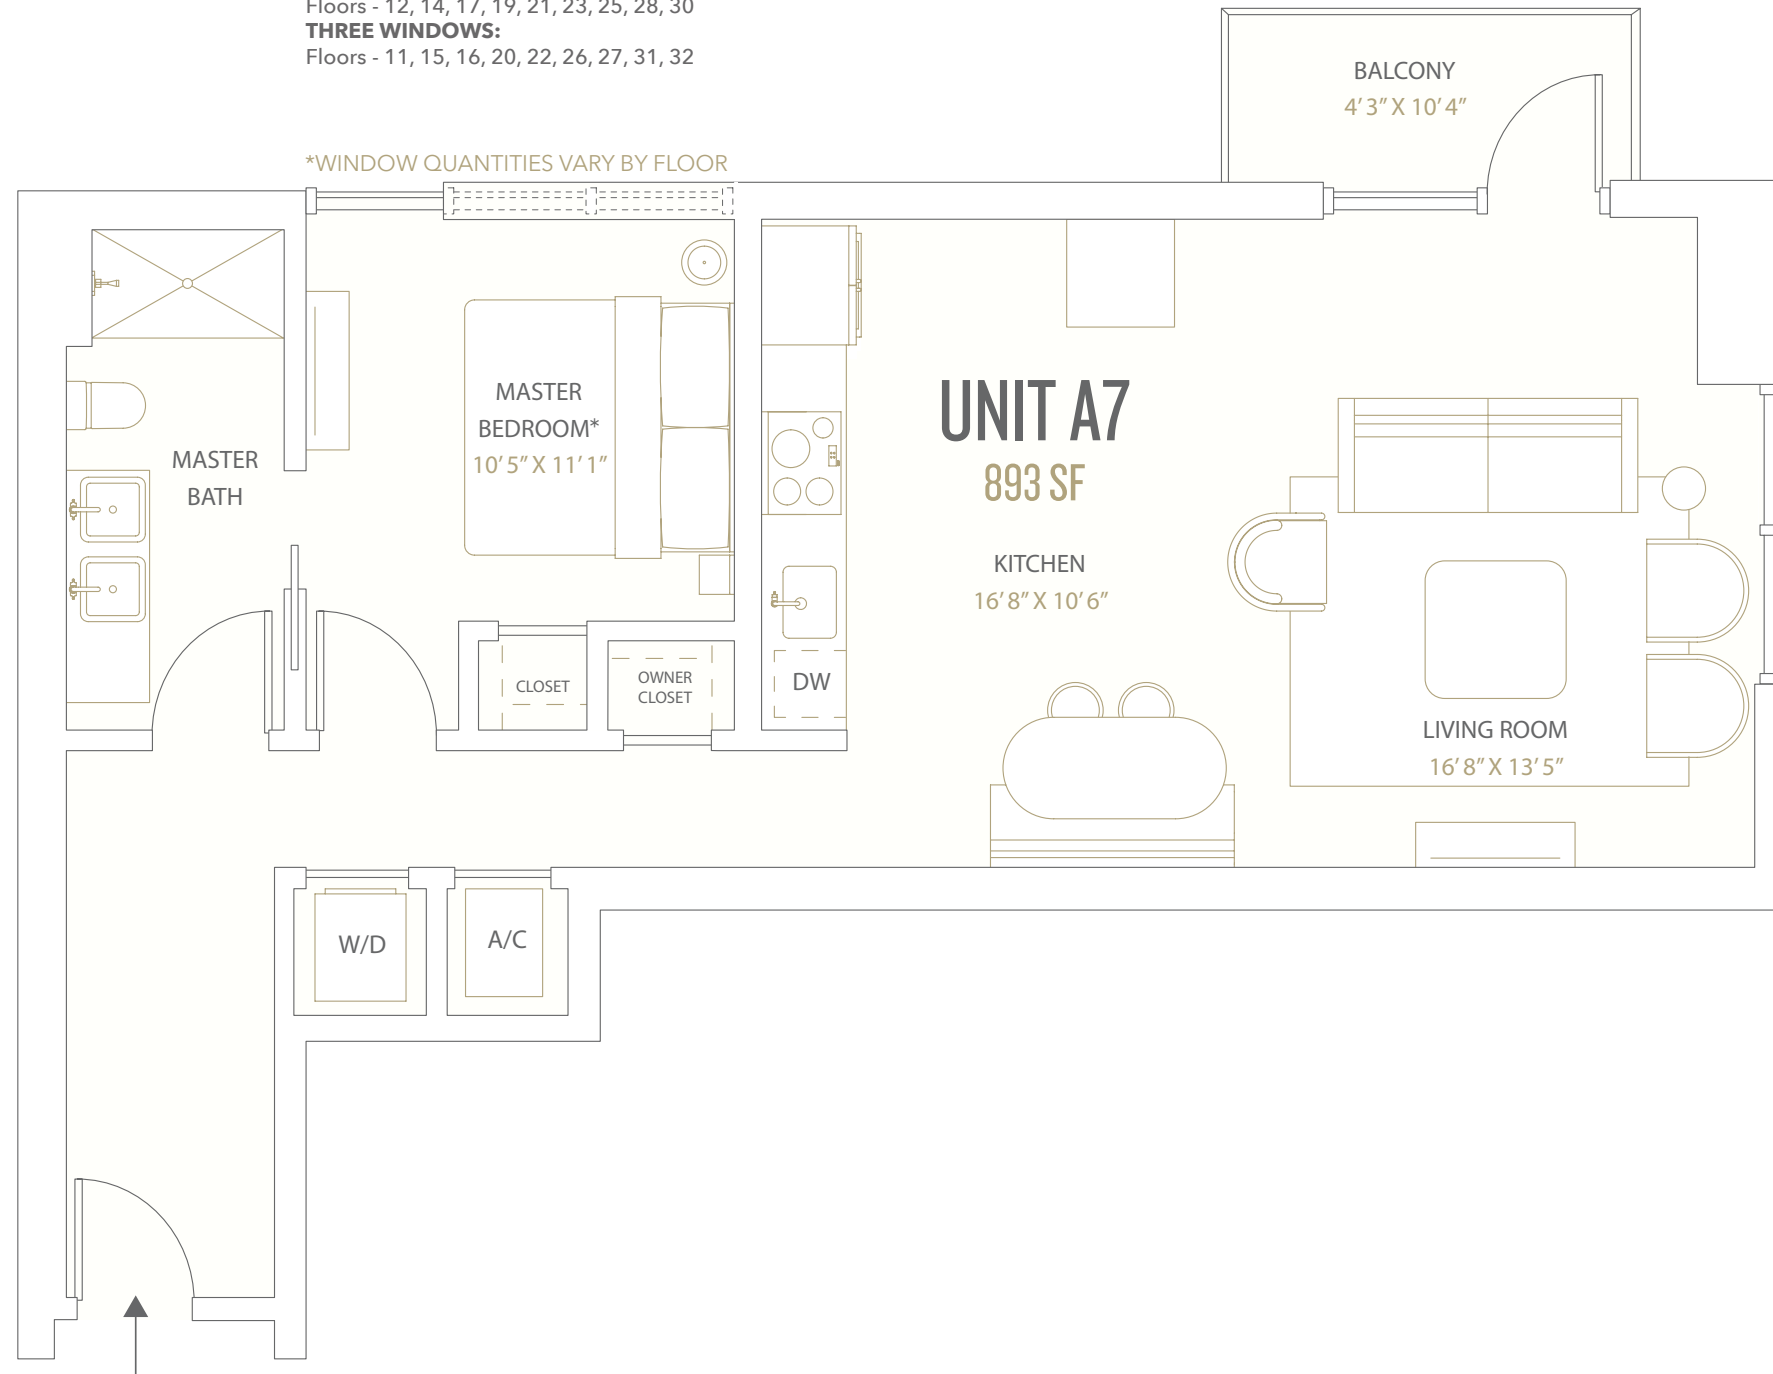 Floors - 12, 14, 17, 19, 21, 23, 25, 28, 30
THREE WINDOWS:
Floors - 11, 15, 16, 20, 22, 26, 27, 31, 32
*WINDOW QUANTITIES VARY BY FLOOR
BALCONY
4'3" X 10'4"
MASTER
BEDROOM*
10'5" X 11'1"
MASTER
BATH
UNIT A7
893 SF
KITCHEN
16'8" X 10'6"
CLOSET
OWNER
CLOSET
DW
LIVING ROOM
16'8" X 13'5"
W/D
A/C